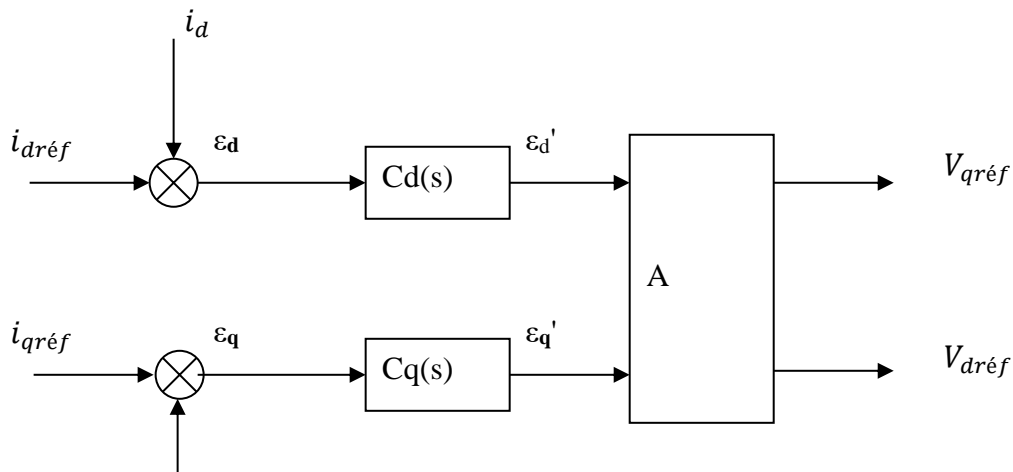 i_d
i_dréf
ε_d
ε_d'
V_qréf
Cd(s)
A
i_qréf
ε_q
ε_q'
V_dréf
Cq(s)